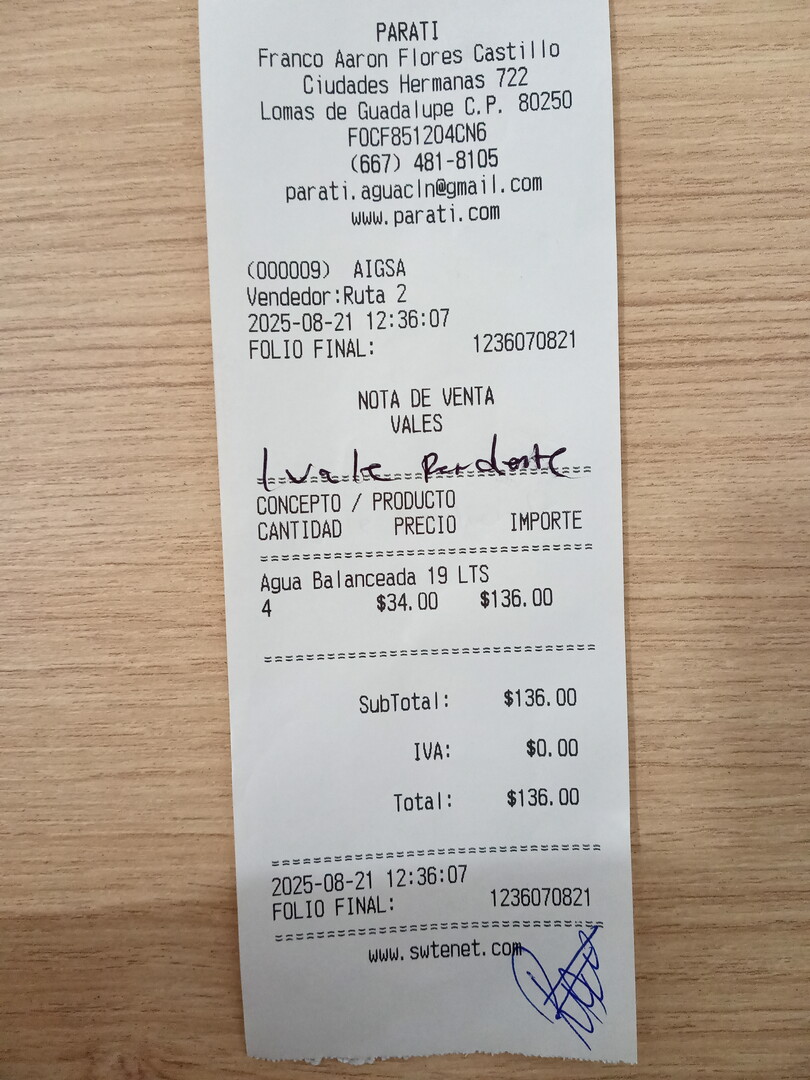 PARATI
Franco Aaron Flores Castillo
Ciudades Hermanas 722
Lomas de Guadalupe C.P. 80250
FOCF851204CN6
(667) 481-8105
parati.aguacln@gmail.com
www.parati.com
(000009) AIGSA
Vendedor:Ruta 2
2025-08-21 12:36:07
FOLIO FINAL: 1236070821
NOTA DE VENTA
VALES
1 vale Pendente
CONCEPTO / PRODUCTO
CANTIDAD PRECIO IMPORTE
Agua Balanceada 19 LTS
4 $34.00 $136.00
SubTotal: $136.00
IVA: $0.00
Total: $136.00
2025-08-21 12:36:07
FOLIO FINAL: 1236070821
www.swtenet.com